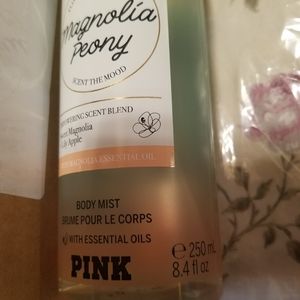 Magnolia
Peony
SCENT THE MOOD
SCENT BLEND
Magnolia
Apple
MAGNOLIA ESSENTIAL OIL
BODY MIST
BRUME POUR LE CORPS
WITH ESSENTIAL OILS
PINK
e 250 mL
8.4 fl oz